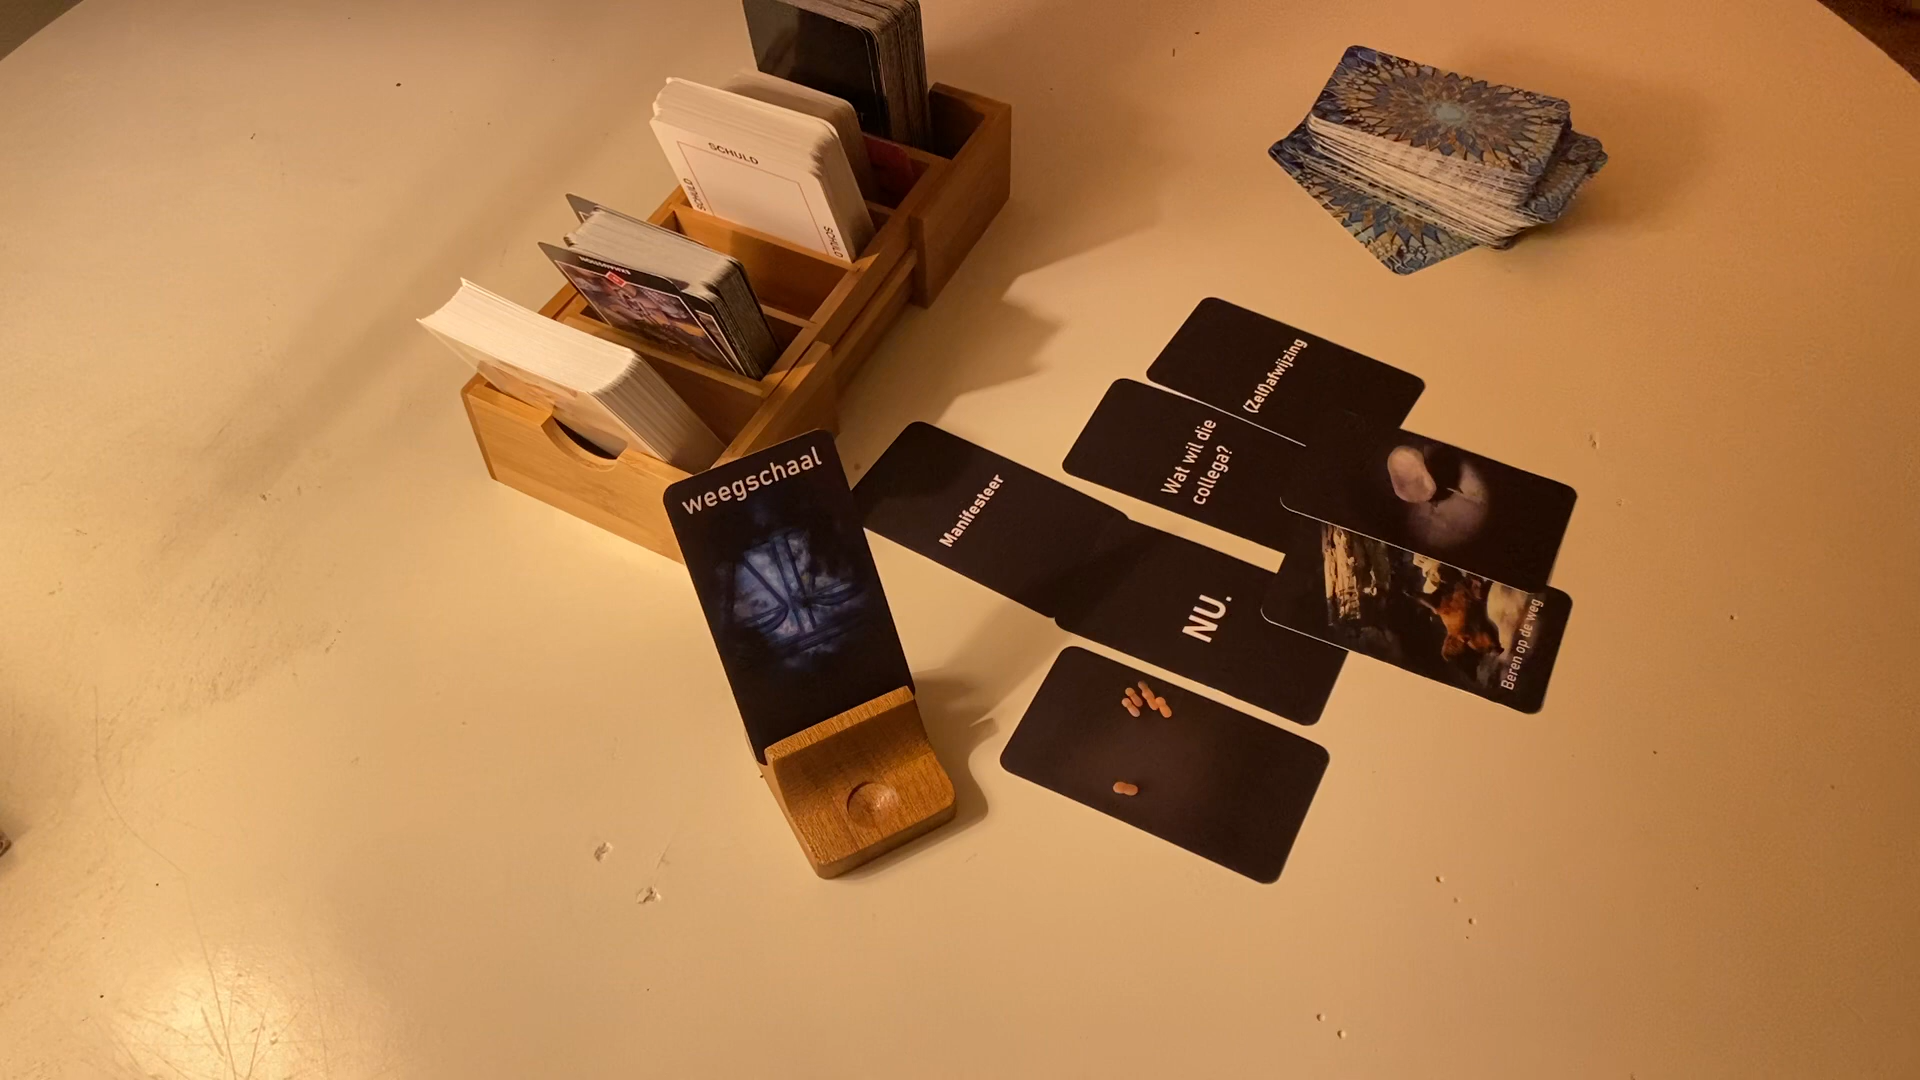 SCHULD
SCHULD
SCHULD
weegschaal
Manifesteer
(Zelf)afwijzing
Wat wil die
collega?
NU.
Beren op de weg